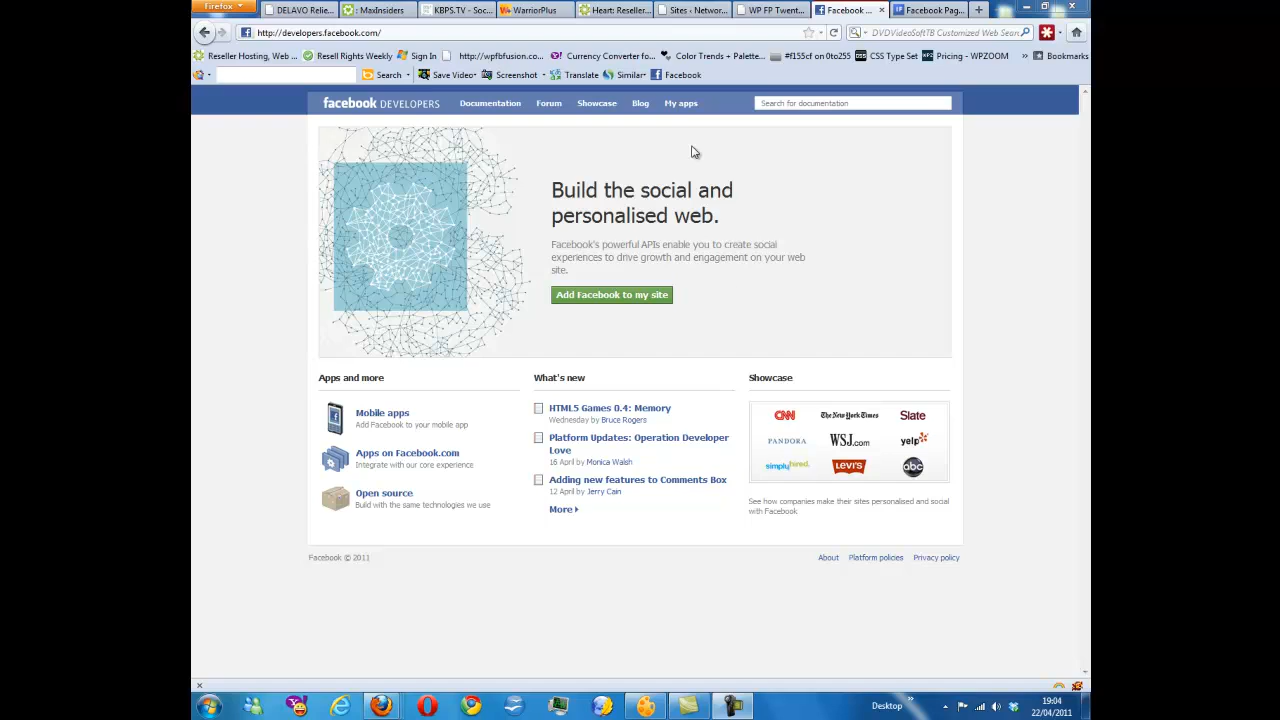 Firefox
DELAVO Relie...
MaxInsiders
KBPS.TV - Soc...
WarriorPlus
Heart: Reseller...
Sites ‹ Network...
WP FP Twent...
Facebook ...
Facebook Pag...
http://developers.facebook.com/
DVDVideoSoftTB Customized Web Searc
Reseller Hosting, Web ...
Resell Rights Weekly
Sign In
http://wpbfusion.co...
Currency Converter fo...
Color Trends + Palette...
#f155cf on 0to255
CSS Type Set
Pricing - WPZOOM
»
Bookmarks
Search
Save Video
Screenshot
Translate
Similar
Facebook
facebook DEVELOPERS
Documentation
Forum
Showcase
Blog
My apps
Search for documentation
Build the social and
personalised web.
Facebook's powerful APIs enable you to create social
experiences to drive growth and engagement on your web
site.
Add Facebook to my site
Apps and more
Mobile apps
Add Facebook to your mobile app
Apps on Facebook.com
Integrate with our core experience
Open source
Build with the same technologies we use
What's new
HTML5 Games 0.4: Memory
Wednesday by Bruce Rogers
Platform Updates: Operation Developer
Love
16 April by Monica Walsh
Adding new features to Comments Box
12 April by Jerry Cain
More
Showcase
CNN
The New York Times
Slate
PANDORA
WSJ.com
yelp
simplyhired
LEVI'S
abc
See how companies make their sites personalised and social
with Facebook
Facebook © 2011
About
Platform policies
Privacy policy
Desktop
»
19:04
22/04/2011